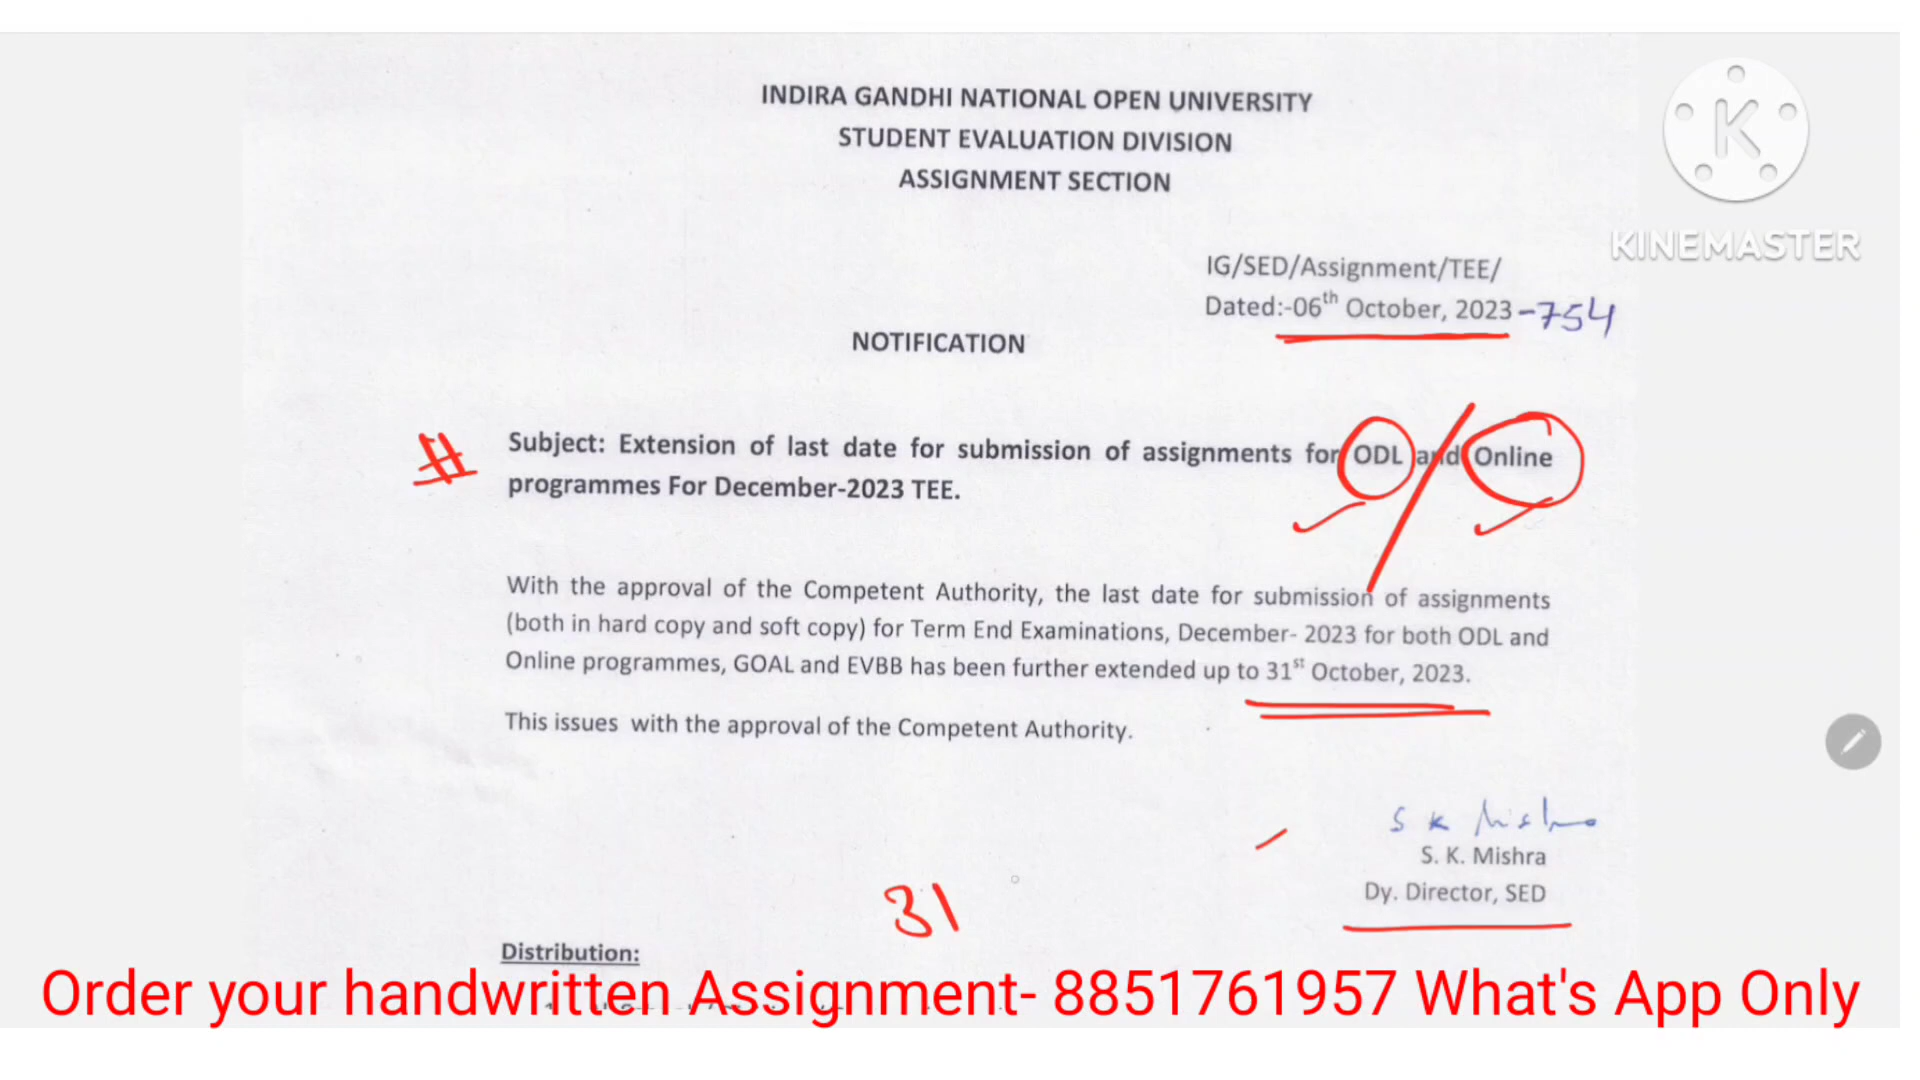 INDIRA GANDHI NATIONAL OPEN UNIVERSITY
STUDENT EVALUATION DIVISION
ASSIGNMENT SECTION
K
KINEMASTER
IG/SED/Assignment/TEE/
Dated:-06th October, 2023 -754
NOTIFICATION
# Subject: Extension of last date for submission of assignments for ODL and Online
programmes For December-2023 TEE.
With the approval of the Competent Authority, the last date for submission of assignments
(both in hard copy and soft copy) for Term End Examinations, December- 2023 for both ODL and
Online programmes, GOAL and EVBB has been further extended up to 31st October, 2023.
This issues with the approval of the Competent Authority.
S K Mishra
S. K. Mishra
Dy. Director, SED
31
Distribution:
Order your handwritten Assignment- 8851761957 What's App Only